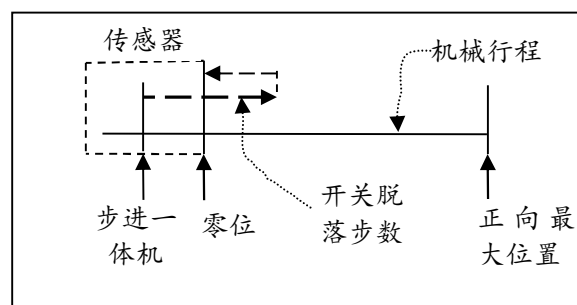 传感器
机械行程
步进一
体机
零位
开关脱
落步数
正向最
大位置